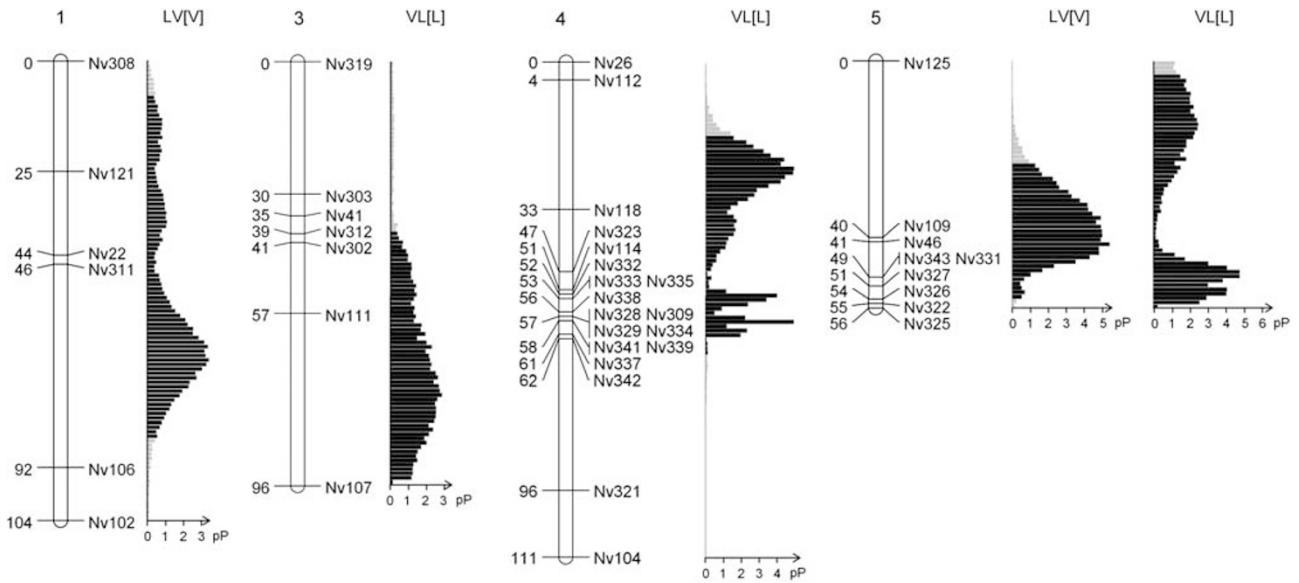 1 LV[V] 3 VL[L] 4 VL[L] 5 LV[V] VL[L]
0 Nv308
25 Nv121
44 Nv22
46 Nv311
92 Nv106
104 Nv102
0 1 2 3 pP
0 Nv319
30 Nv303
35 Nv41
39 Nv312
41 Nv302
57 Nv111
96 Nv107
0 1 2 3 pP
0 Nv26
4 Nv112
33 Nv118
47 Nv323
51 Nv114
52 Nv332
53 Nv333 Nv335
56 Nv338
57 Nv328 Nv309
Nv329 Nv334
58 Nv341 Nv339
61 Nv337
62 Nv342
96 Nv321
111 Nv104
0 1 2 3 4 pP
0 Nv125
40 Nv109
41 Nv46
49 Nv343 Nv331
51 Nv327
54 Nv326
55 Nv322
56 Nv325
0 1 2 3 4 5 pP
0 1 2 3 4 5 6 pP